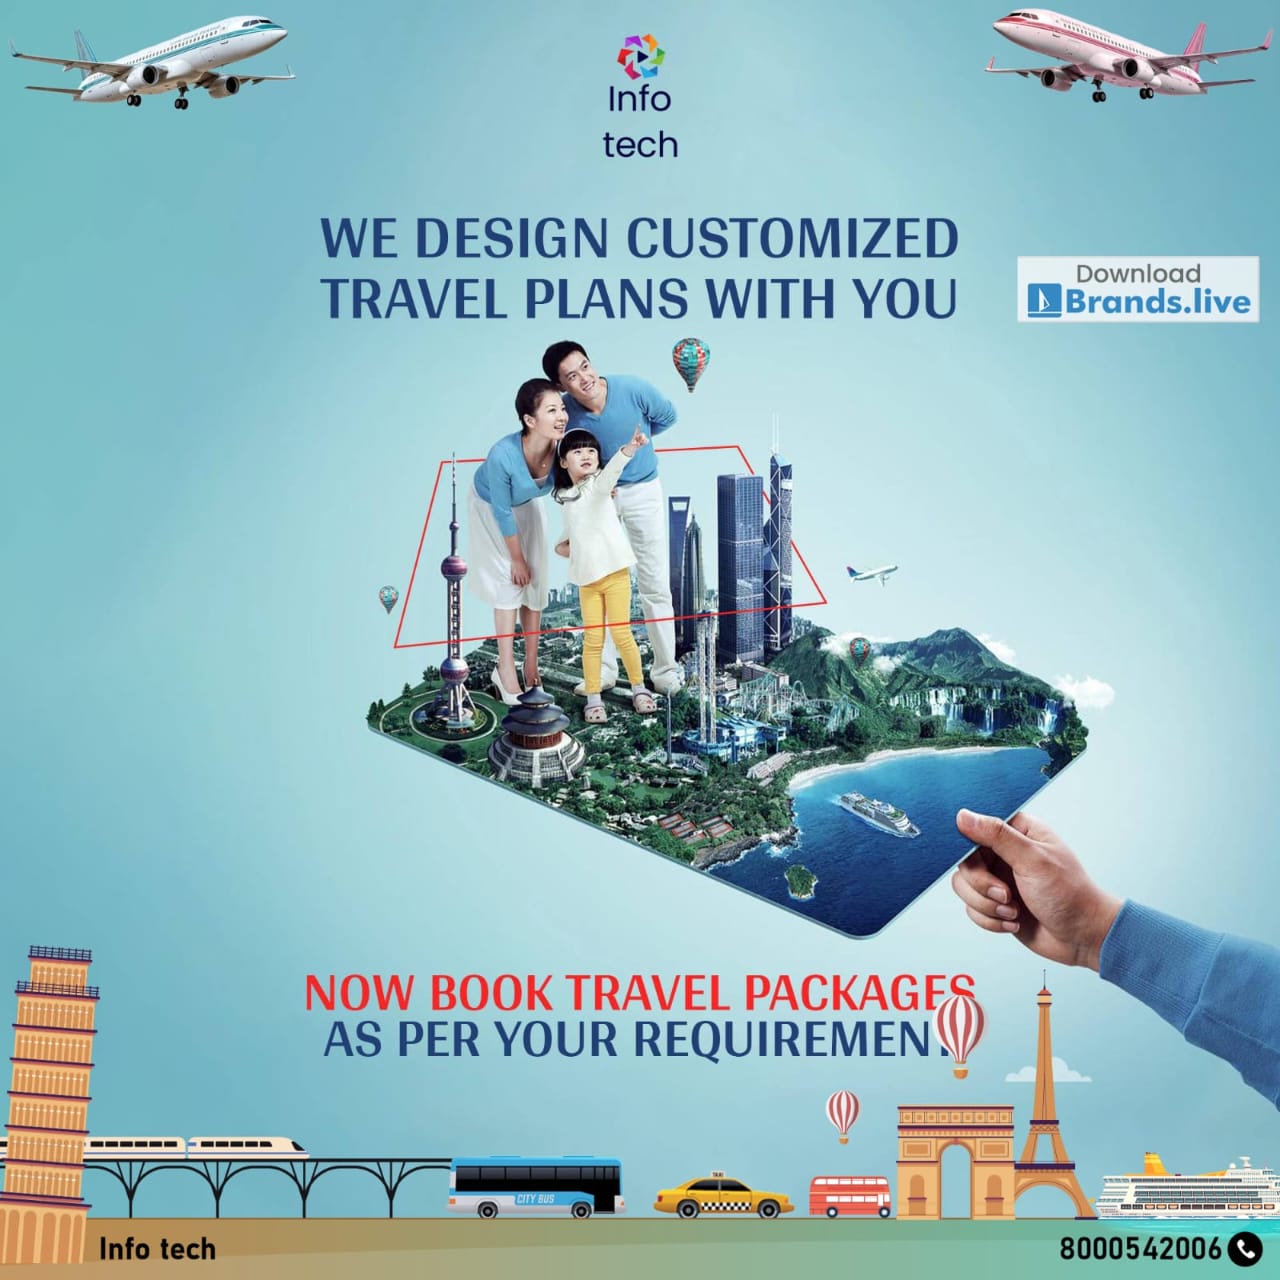 Info
tech
WE DESIGN CUSTOMIZED
TRAVEL PLANS WITH YOU
Download
Brands.live
NOW BOOK TRAVEL PACKAGES
AS PER YOUR REQUIREMENT
CITY BUS
TAXI
Info tech
8000542006